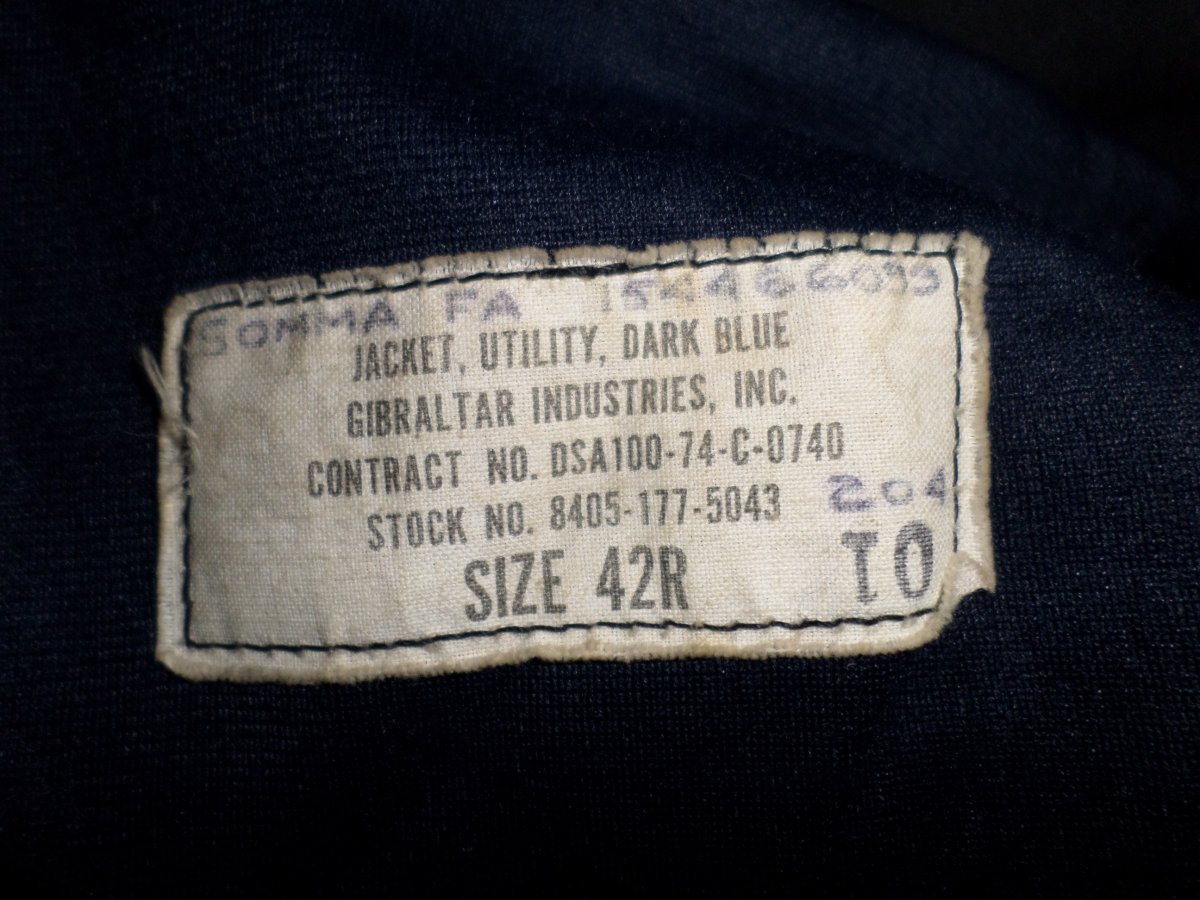 SOMMA FA
JACKET, UTILITY, DARK BLUE
GIBRALTAR INDUSTRIES, INC.
CONTRACT NO. DSA100-74-C-0740
STOCK NO. 8405-177-5043
204
SIZE 42R
01